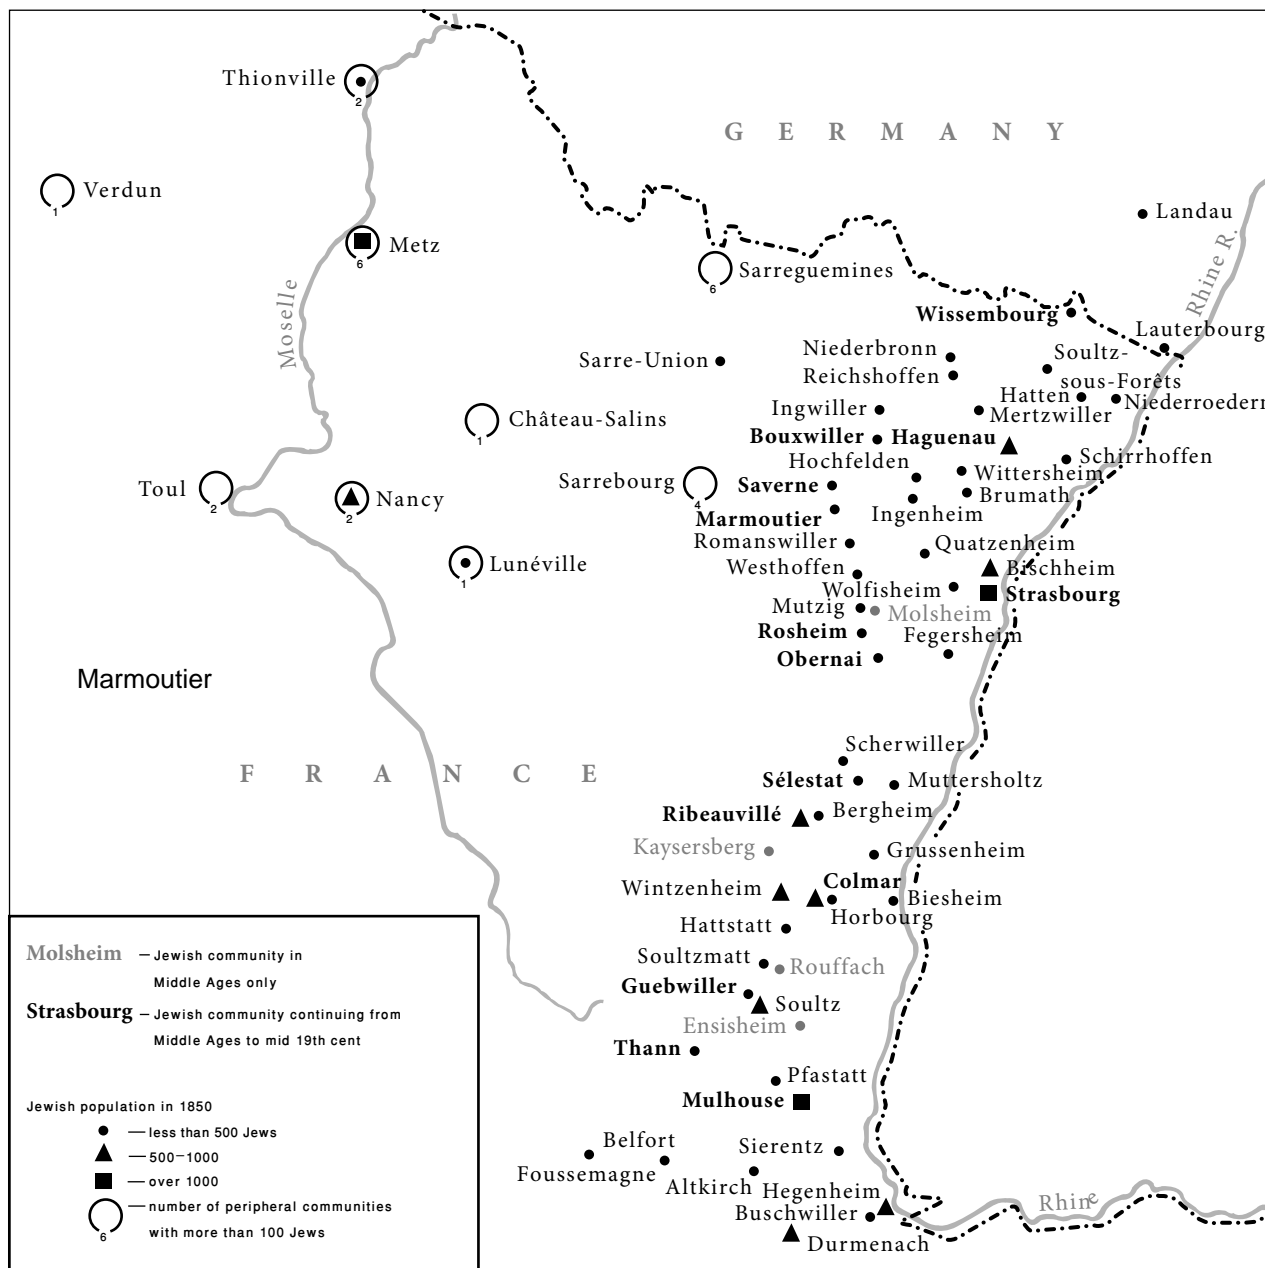 Thionville
2
G E R M A N Y
Verdun
1
Landau
Metz
6
Rhine R.
Sarreguemines
6
Moselle
Wissembourg
Lauterbourg
Niederbronn
Soultz-
sous-Forêts
Sarre-Union
Reichshoffen
Hatten
Niederroedern
Ingwiller
Mertzwiller
Château-Salins
1
Bouxwiller
Haguenau
Hochfelden
Schirrhoffen
Toul
2
Nancy
2
Sarrebourg
4
Saverne
Wittersheim
Brumath
Marmoutier
Ingenheim
Romanswiller
Quatzenheim
Lunéville
1
Westhoffen
Bischheim
Wolfisheim
Strasbourg
Mutzig
Molsheim
Rosheim
Fegersheim
Obernai
Marmoutier
Scherwiller
F R A N C E
Sélestat
Muttersholtz
Ribeauvillé
Bergheim
Kaysersberg
Grussenheim
Wintzenheim
Colmar
Biesheim
Horbourg
Hattstatt
Soultzmatt
Rouffach
Guebwiller
Soultz
Ensisheim
Thann
Pfastatt
Mulhouse
Belfort
Sierentz
Foussemagne
Altkirch
Hegenheim
Rhine
Buschwiller
Durmenach
Molsheim — Jewish community in
Middle Ages only
Strasbourg — Jewish community continuing from
Middle Ages to mid 19th cent
Jewish population in 1850
— less than 500 Jews
— 500–1000
— over 1000
— number of peripheral communities
with more than 100 Jews
6